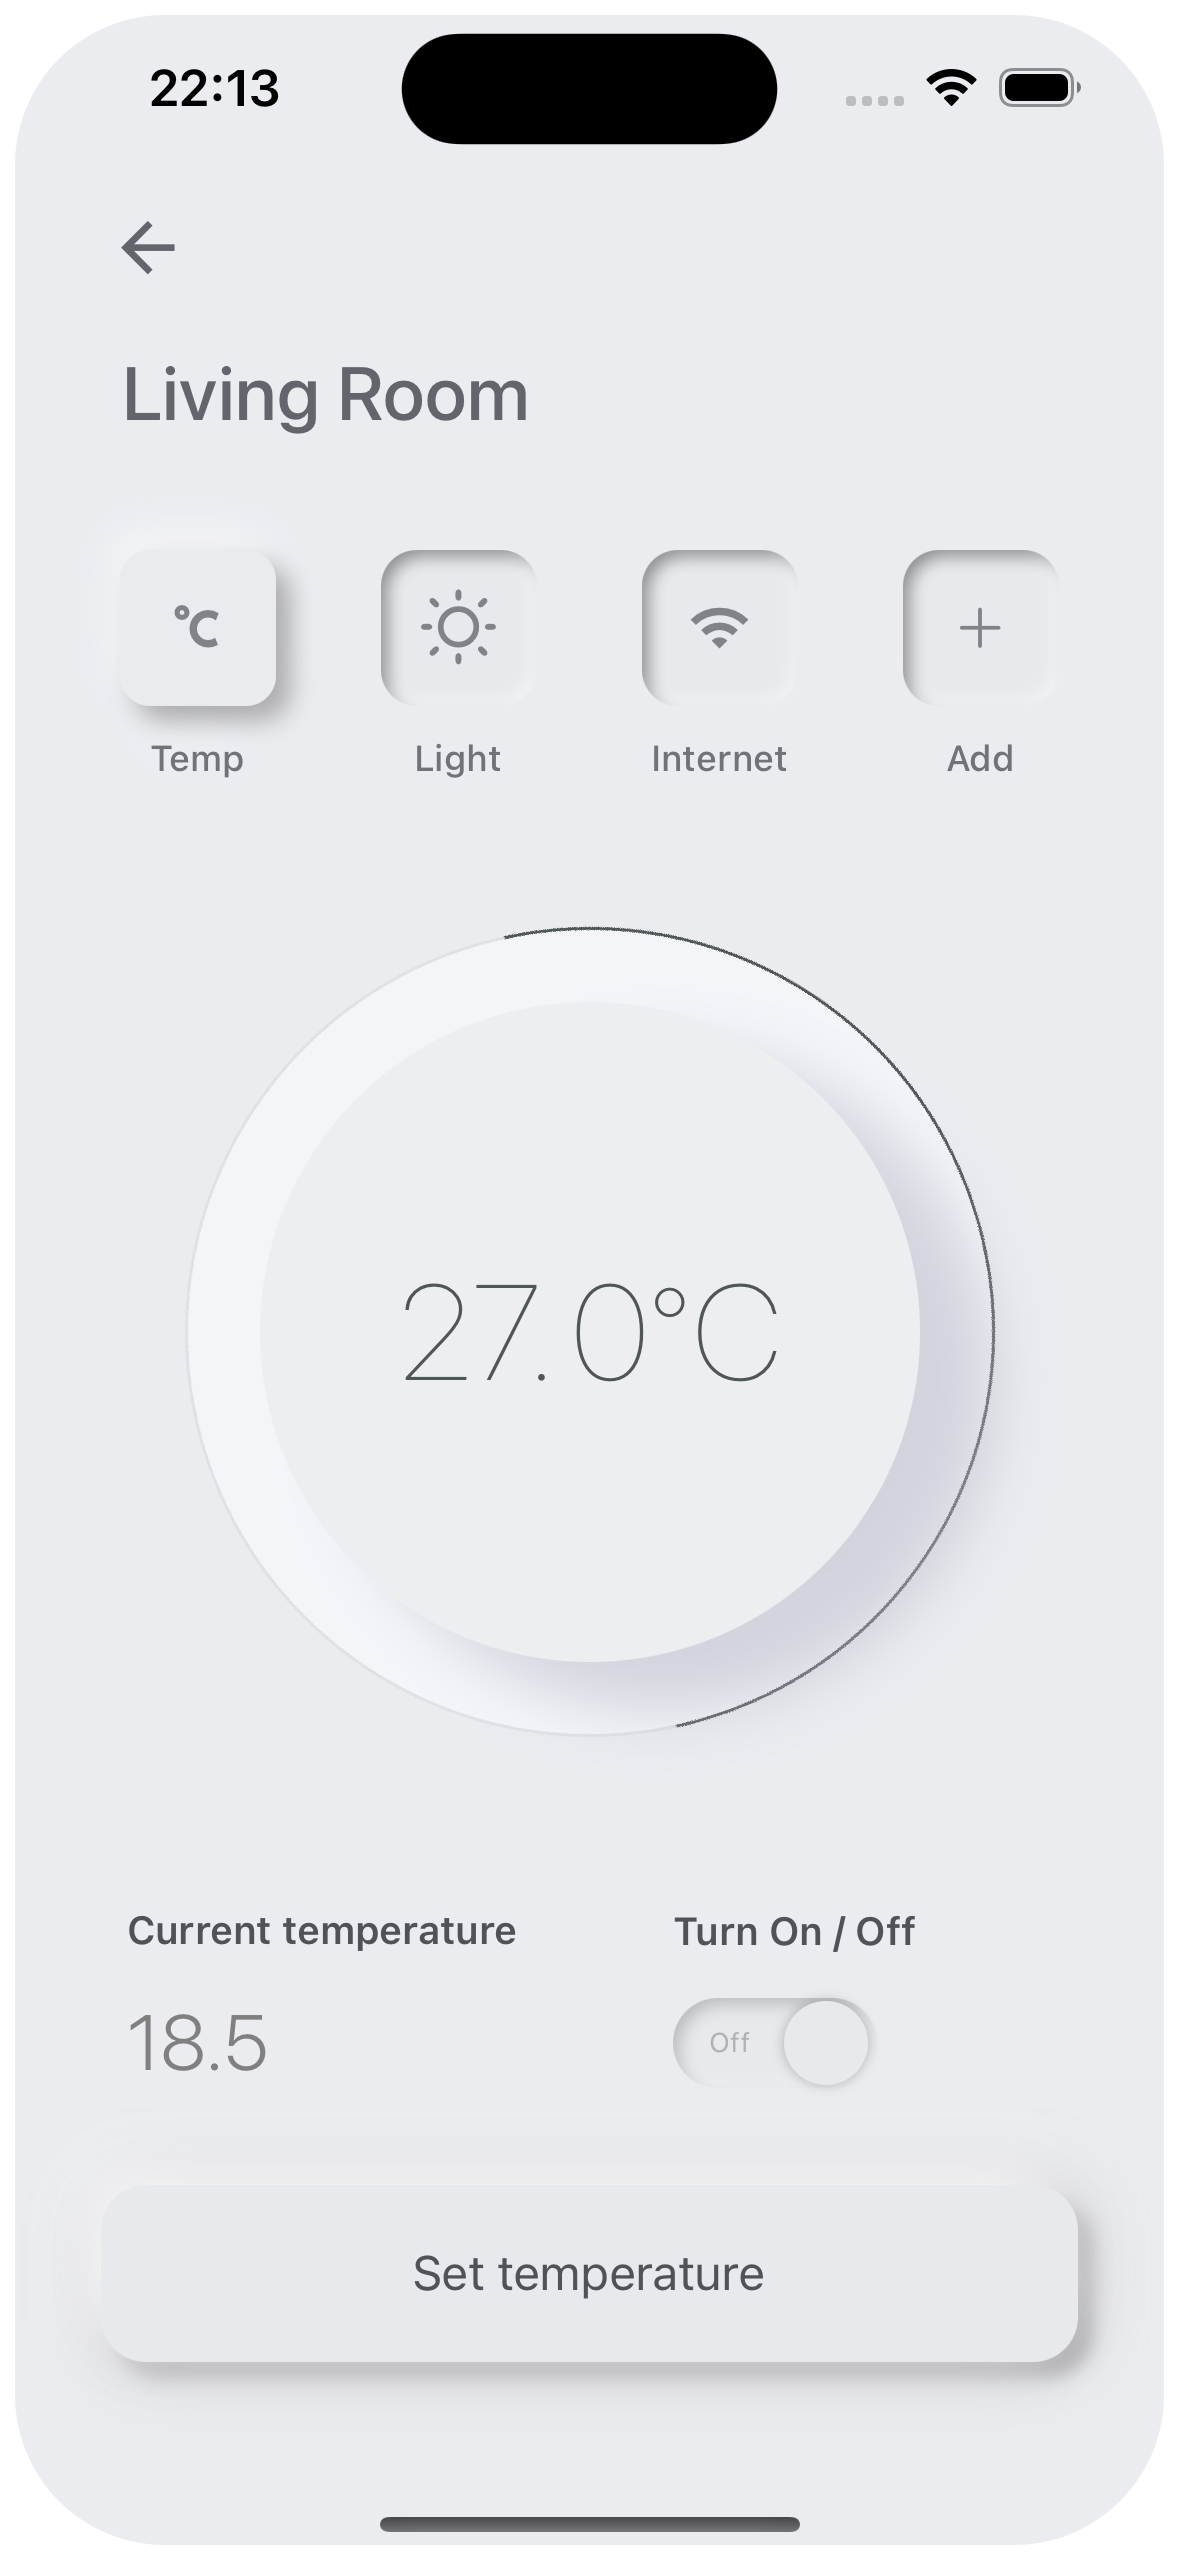 22:13
Living Room
°C
Temp Light Internet Add
27.0°C
Current temperature Turn On / Off
18.5 Off
Set temperature